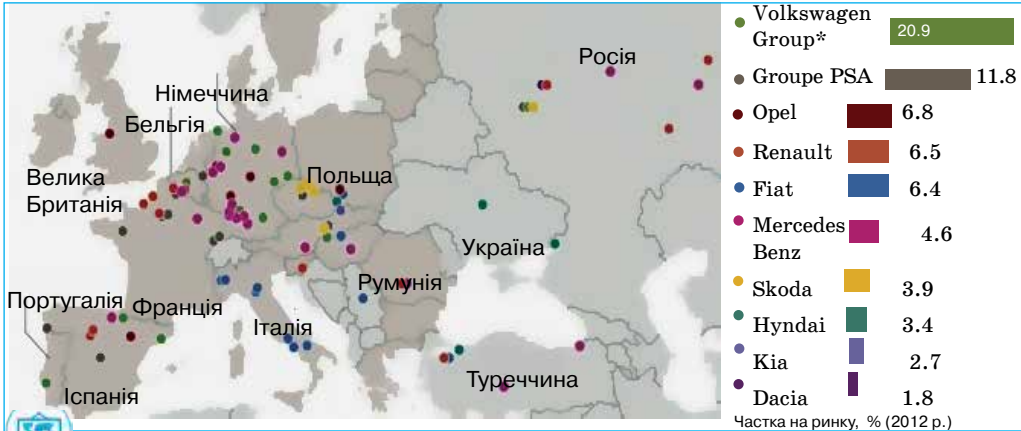 Росія
Німеччина
Бельгія
Польща
Велика
Британія
Україна
Румунія
Португалія
Франція
Італія
Туреччина
Іспанія
Volkswagen
Group*
20.9
Groupe PSA
11.8
Opel
6.8
Renault
6.5
Fiat
6.4
Mercedes
Benz
4.6
Skoda
3.9
Hyndai
3.4
Kia
2.7
Dacia
1.8
Частка на ринку, % (2012 р.)